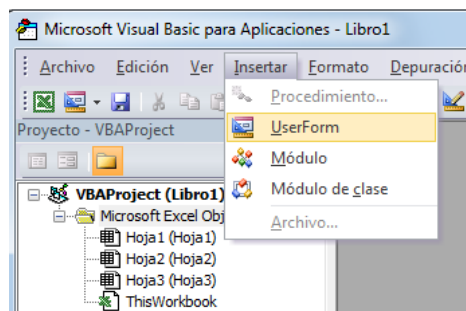 Microsoft Visual Basic para Aplicaciones - Libro1
Archivo Edición Ver Insertar Formato Depuración
Procedimiento...
UserForm
Módulo
Módulo de clase
Archivo...
Proyecto - VBAProject
VBAProject (Libro1)
Microsoft Excel Obj
Hoja1 (Hoja1)
Hoja2 (Hoja2)
Hoja3 (Hoja3)
ThisWorkbook